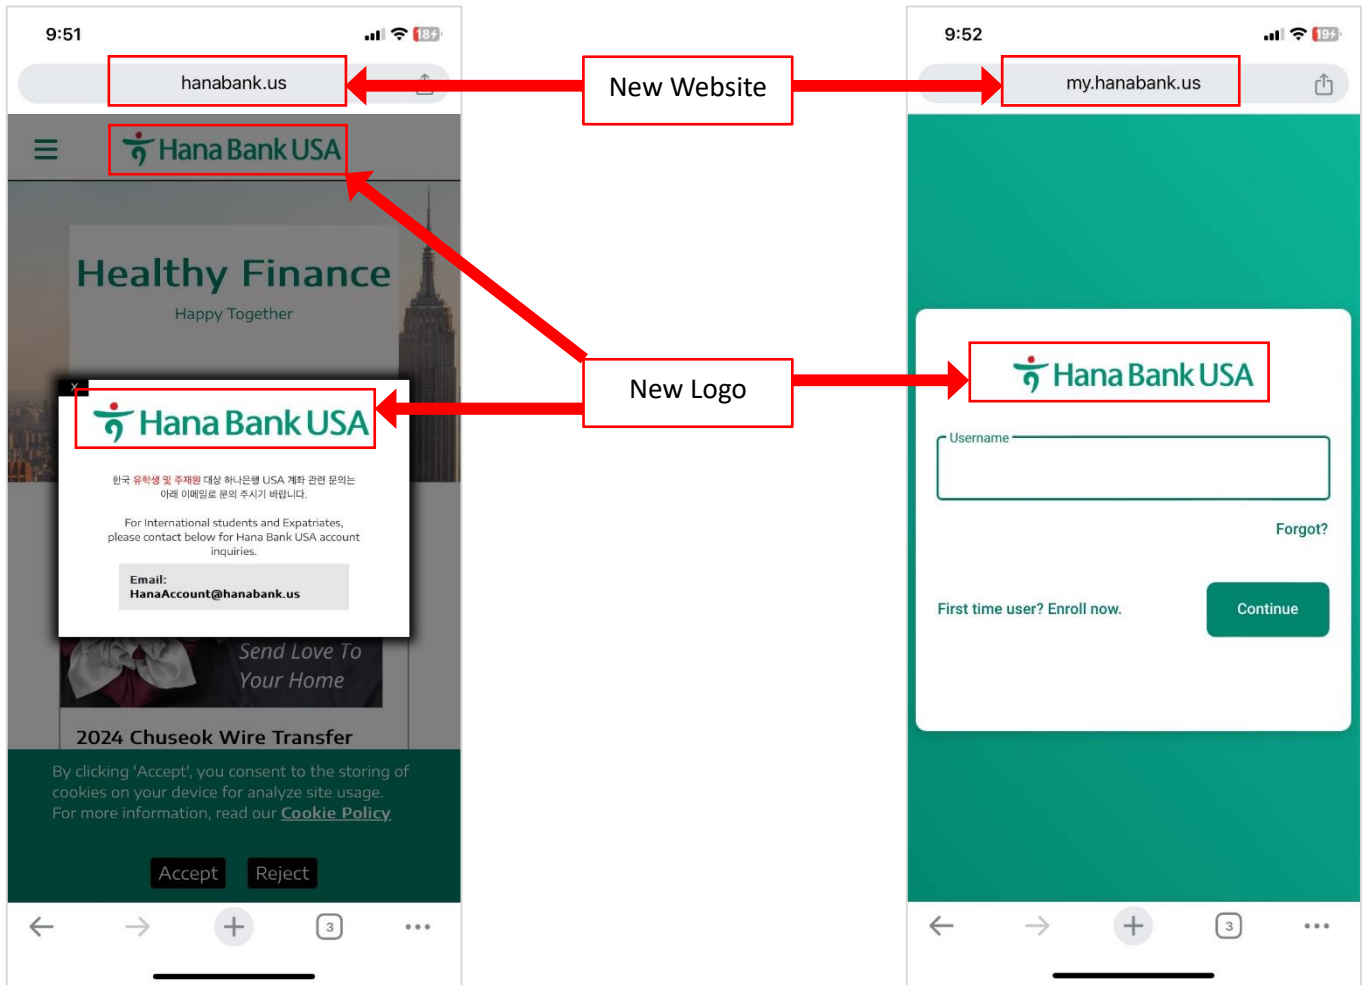 9:51
18
hanabank.us
Hana Bank USA
Healthy Finance
Happy Together
X
Hana Bank USA
한국 유학생 및 주재원 대상 하나은행 USA 계좌 관련 문의는
아래 이메일로 문의 주시기 바랍니다.
For International students and Expatriates,
please contact below for Hana Bank USA account
inquiries.
Email:
HanaAccount@hanabank.us
Send Love To
Your Home
2024 Chuseok Wire Transfer
By clicking 'Accept', you consent to the storing of
cookies on your device for analyze site usage.
For more information, read our Cookie Policy
Accept Reject
3
New Website
New Logo
9:52
19
my.hanabank.us
Hana Bank USA
Username
Forgot?
First time user? Enroll now.
Continue
3